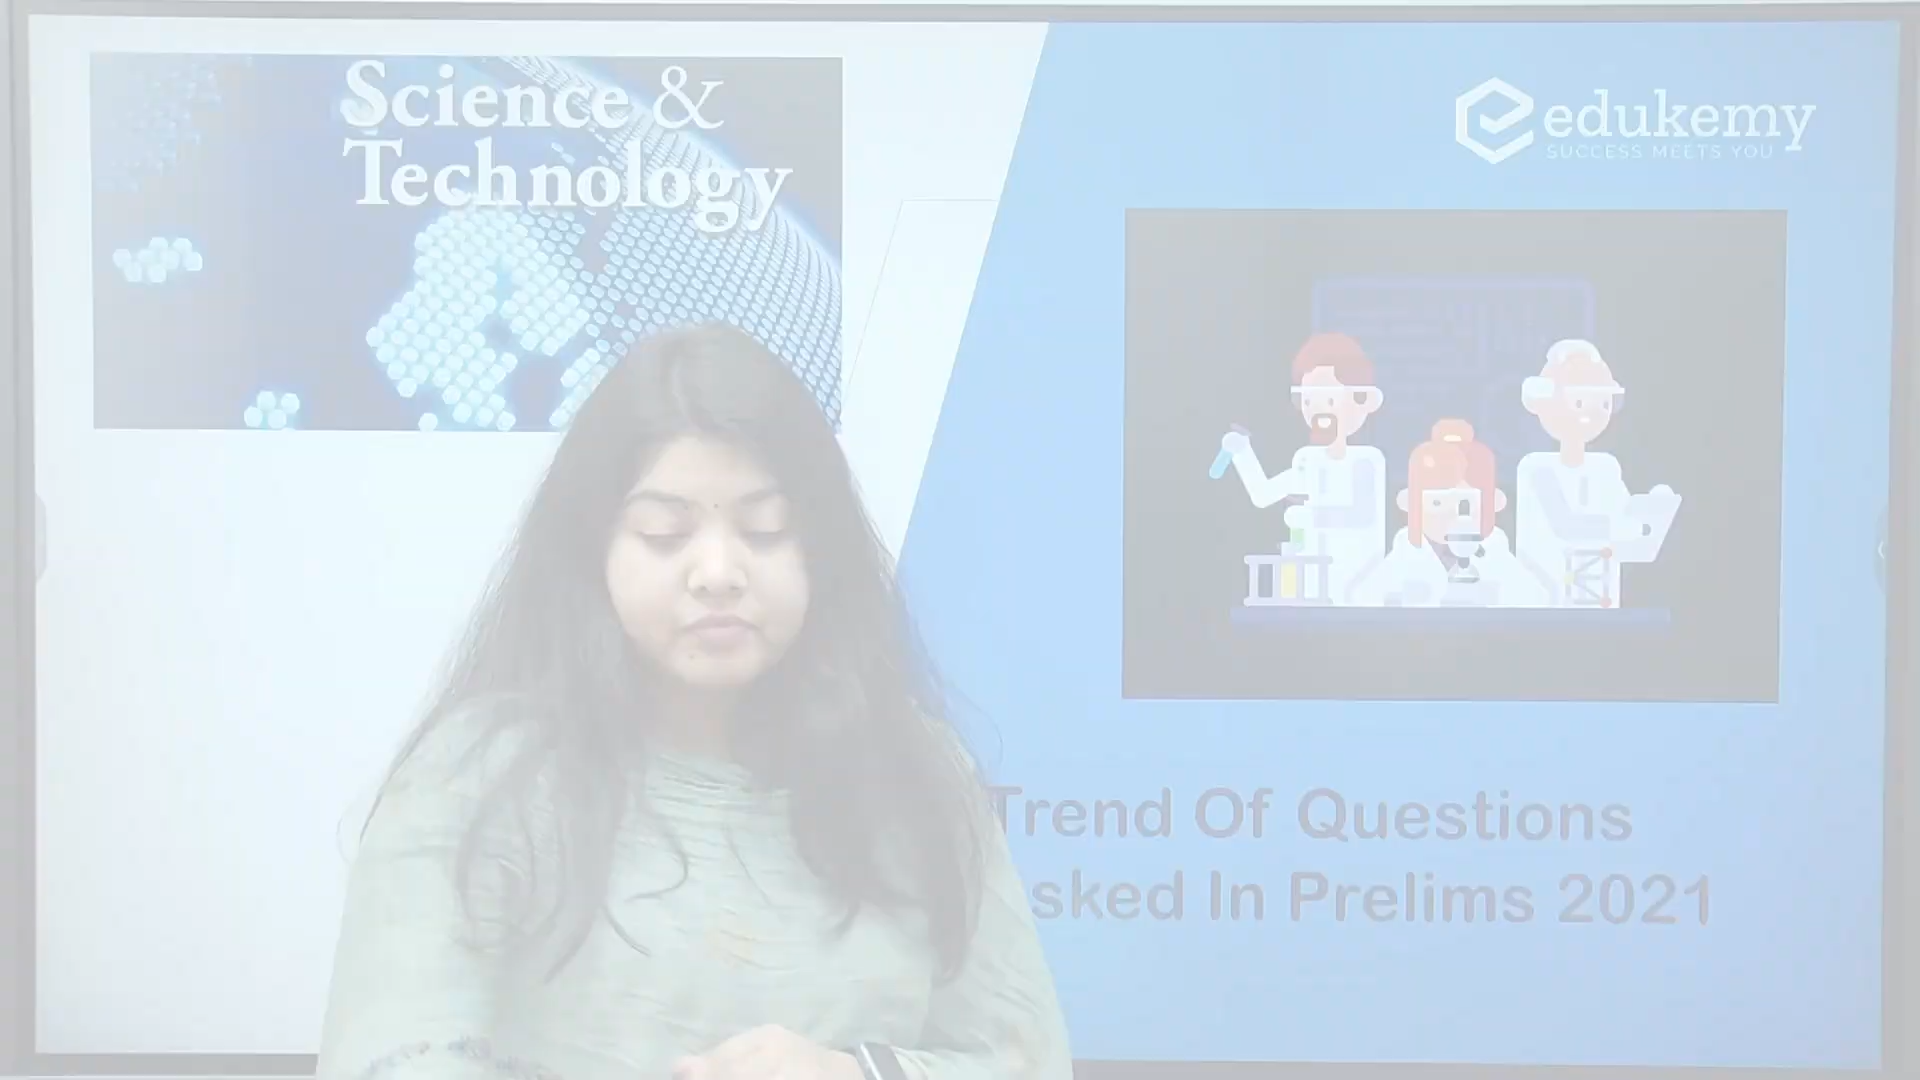 Science &
Technology
edukemy
SUCCESS MEETS YOU
Trend Of Questions
sked In Prelims 2021